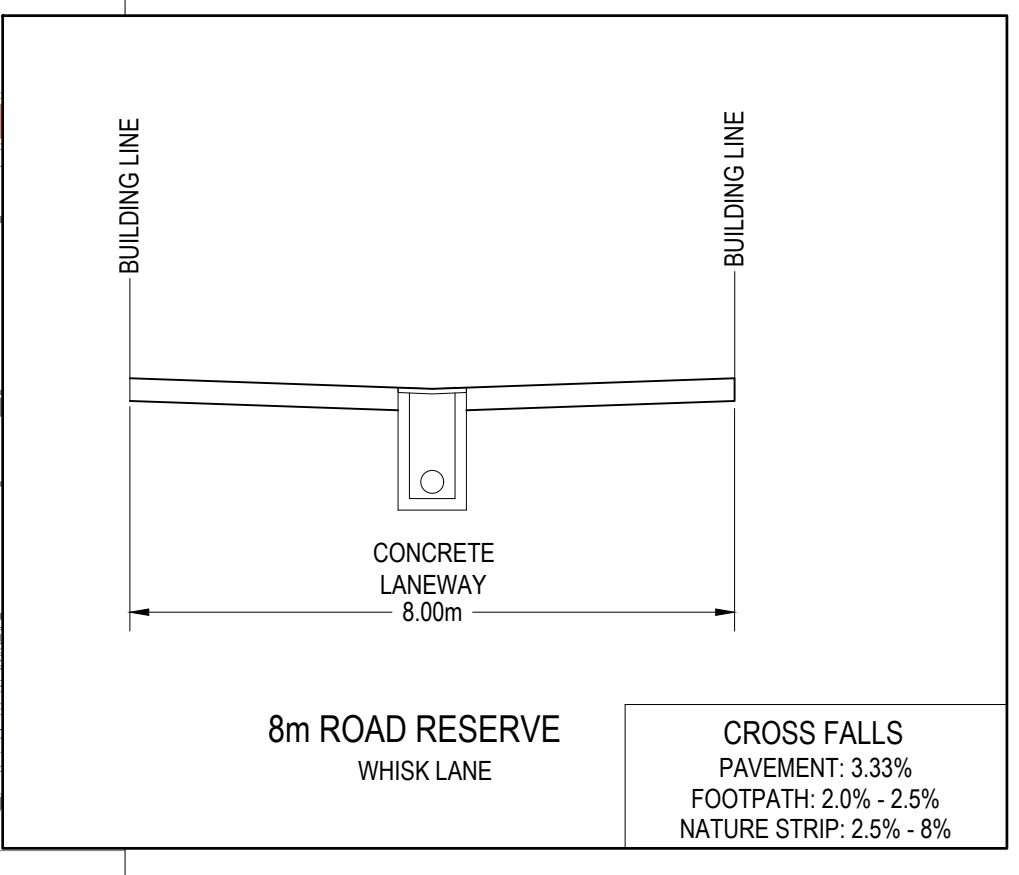 BUILDING LINE
BUILDING LINE
CONCRETE
LANEWAY
8.00m
8m ROAD RESERVE
WHISK LANE
CROSS FALLS
PAVEMENT: 3.33%
FOOTPATH: 2.0% - 2.5%
NATURE STRIP: 2.5% - 8%